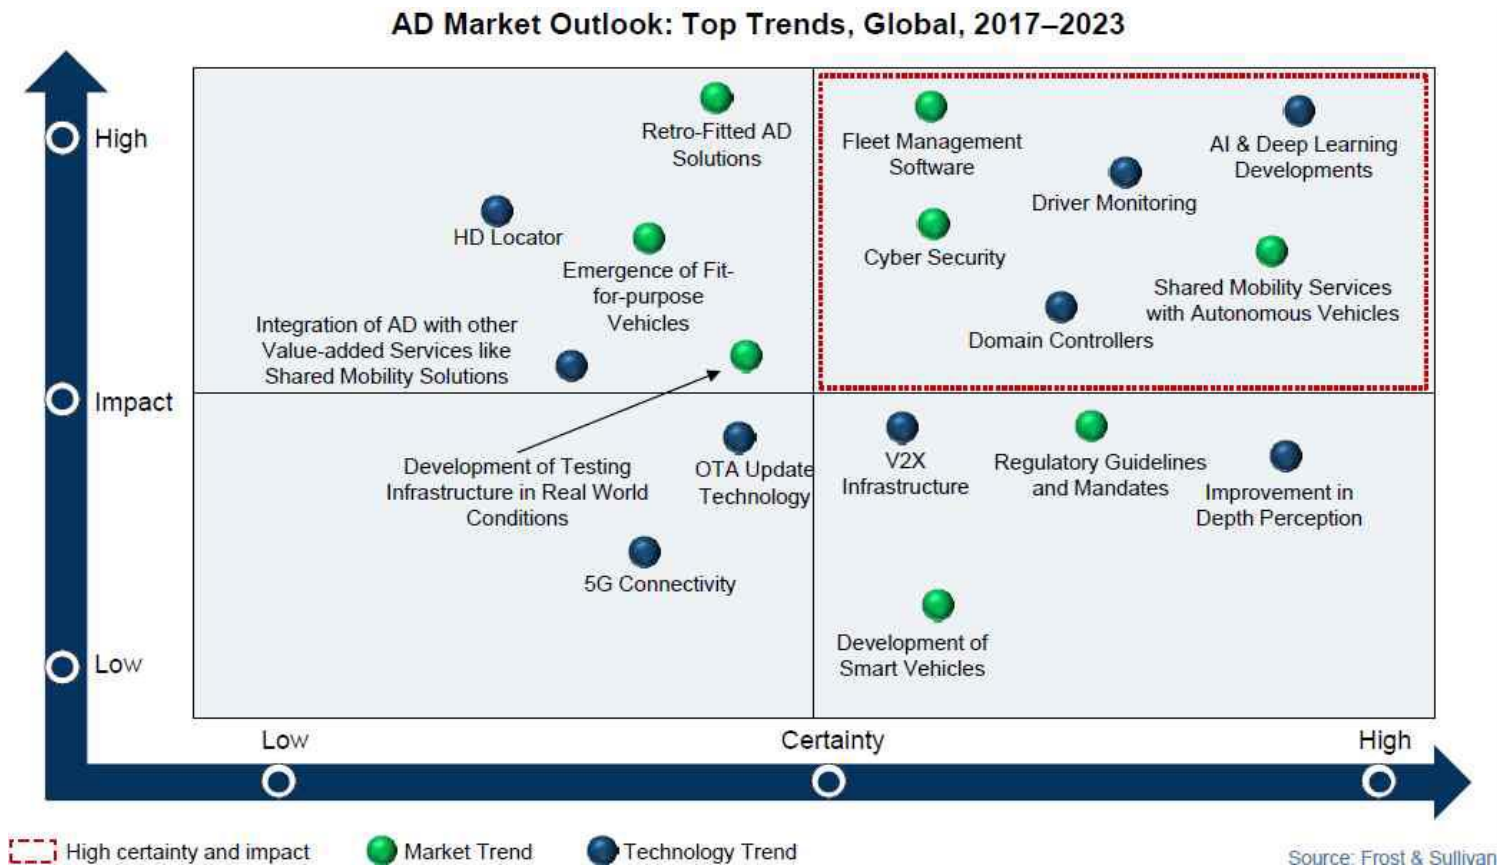 AD Market Outlook: Top Trends, Global, 2017–2023
High
Impact
Low
Retro-Fitted AD
Solutions
HD Locator
Emergence of Fit-
for-purpose
Vehicles
Integration of AD with other
Value-added Services like
Shared Mobility Solutions
Fleet Management
Software
AI & Deep Learning
Developments
Driver Monitoring
Cyber Security
Shared Mobility Services
with Autonomous Vehicles
Domain Controllers
Development of Testing
Infrastructure in Real World
Conditions
OTA Update
Technology
5G Connectivity
V2X
Infrastructure
Regulatory Guidelines
and Mandates
Improvement in
Depth Perception
Development of
Smart Vehicles
Low
Certainty
High
High certainty and impact
Market Trend
Technology Trend
Source: Frost & Sullivan